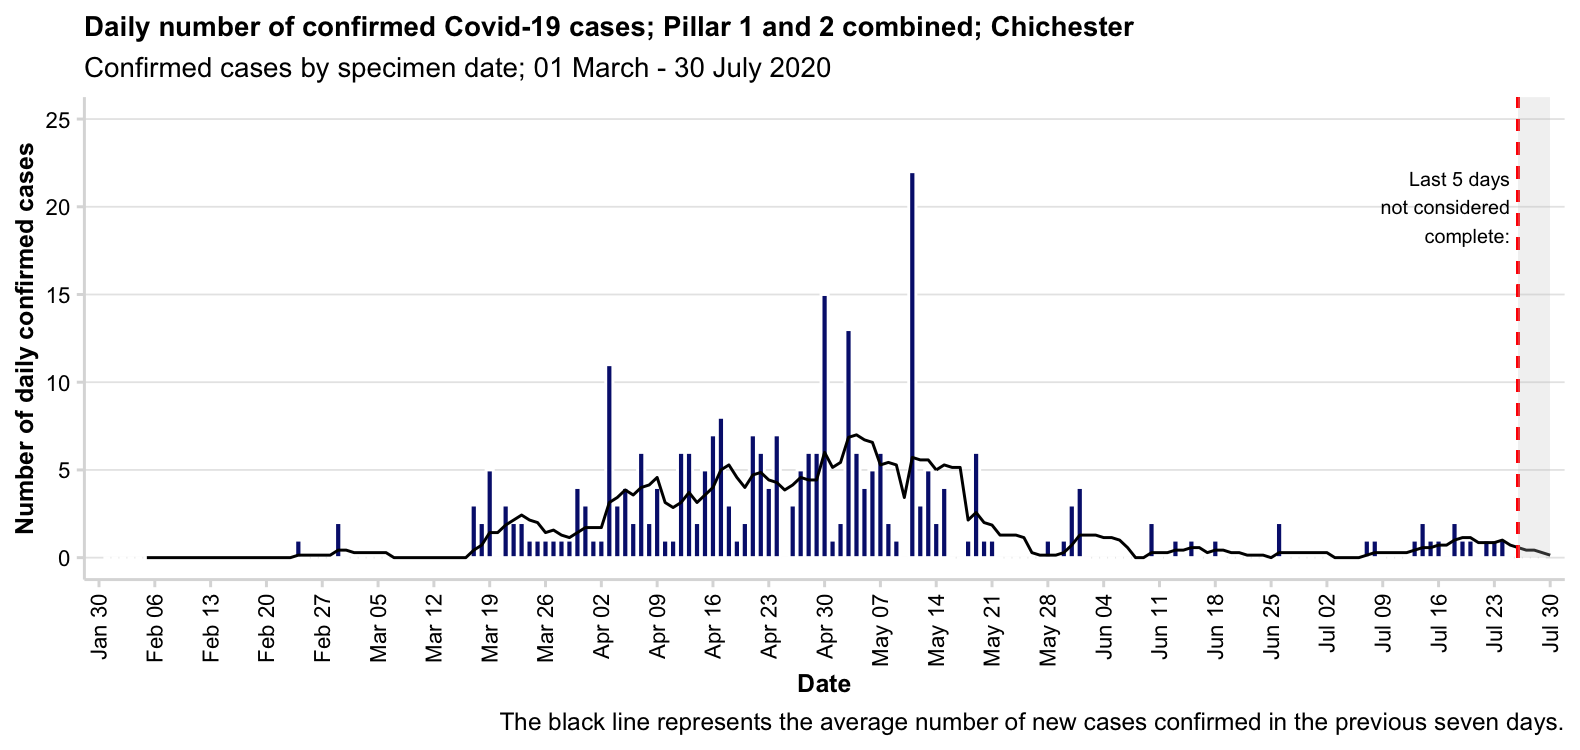 Daily number of confirmed Covid-19 cases; Pillar 1 and 2 combined; Chichester
Confirmed cases by specimen date; 01 March - 30 July 2020
Number of daily confirmed cases
25
20
15
10
5
0
Last 5 days
not considered
complete:
Jan 30
Feb 06
Feb 13
Feb 20
Feb 27
Mar 05
Mar 12
Mar 19
Mar 26
Apr 02
Apr 09
Apr 16
Apr 23
Apr 30
May 07
May 14
May 21
May 28
Jun 04
Jun 11
Jun 18
Jun 25
Jul 02
Jul 09
Jul 16
Jul 23
Jul 30
Date
The black line represents the average number of new cases confirmed in the previous seven days.